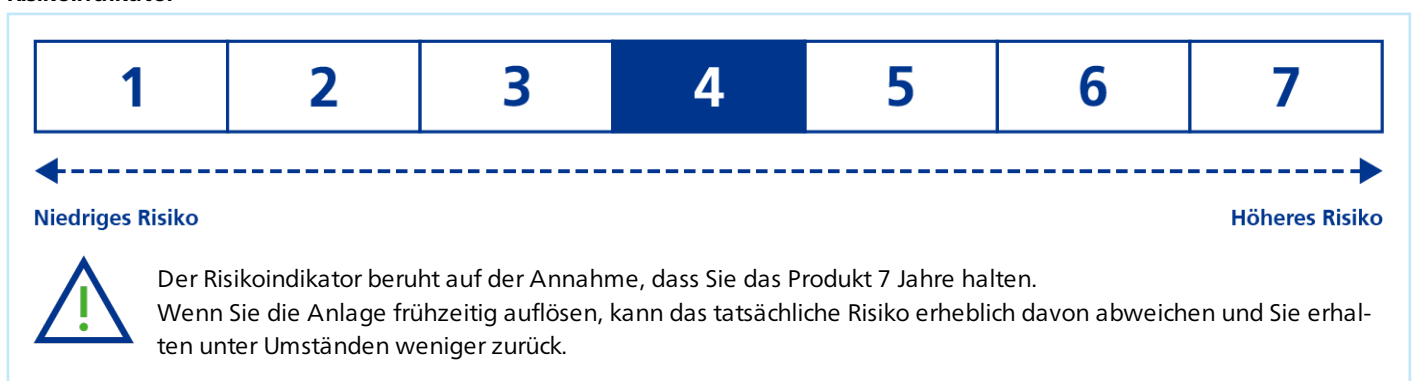 Risikoindikator
1 2 3 4 5 6 7
Niedriges Risiko Höheres Risiko
Der Risikoindikator beruht auf der Annahme, dass Sie das Produkt 7 Jahre halten.
Wenn Sie die Anlage frühzeitig auflösen, kann das tatsächliche Risiko erheblich davon abweichen und Sie erhal-
ten unter Umständen weniger zurück.